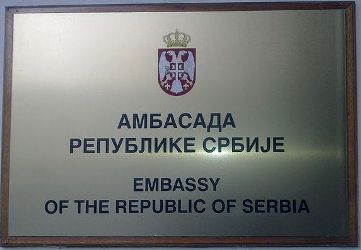 АМБАСАДА
РЕПУБЛИКЕ СРБИЈЕ
EMBASSY
OF THE REPUBLIC OF SERBIA